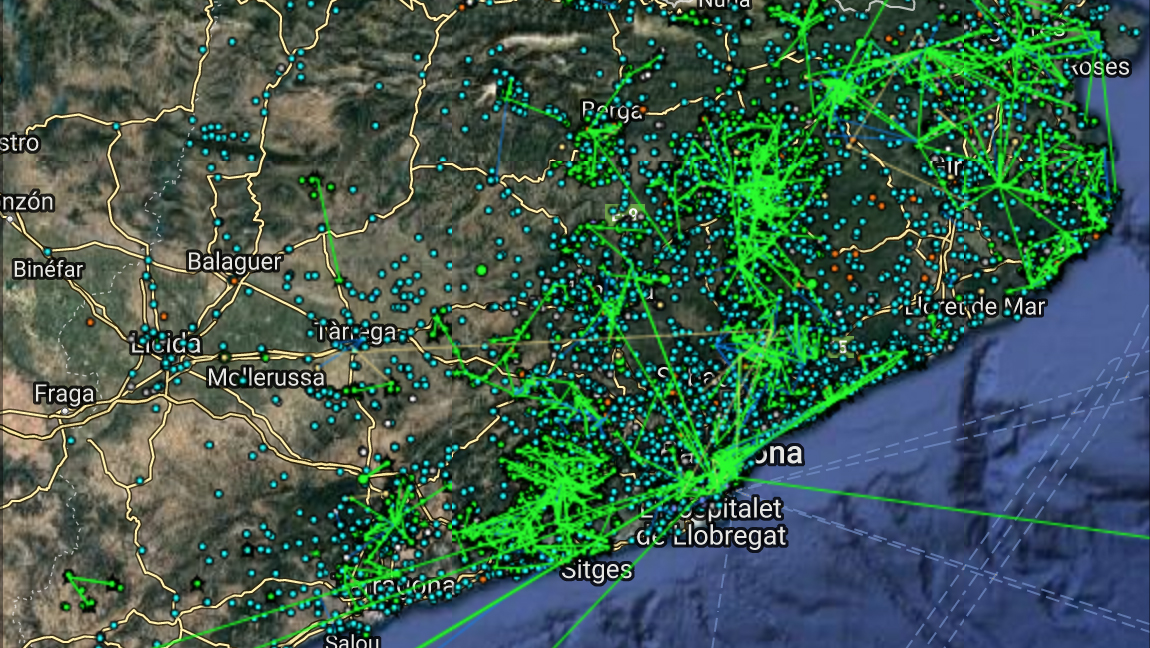 Núria
Roses
Berga
stro
nzón
Binéfar
Balaguer
Lloret de Mar
Tàrrega
Lleida
Mollerussa
Fraga
ona
L'Hospitalet
de Llobregat
Sitges
Tarragona
Salou